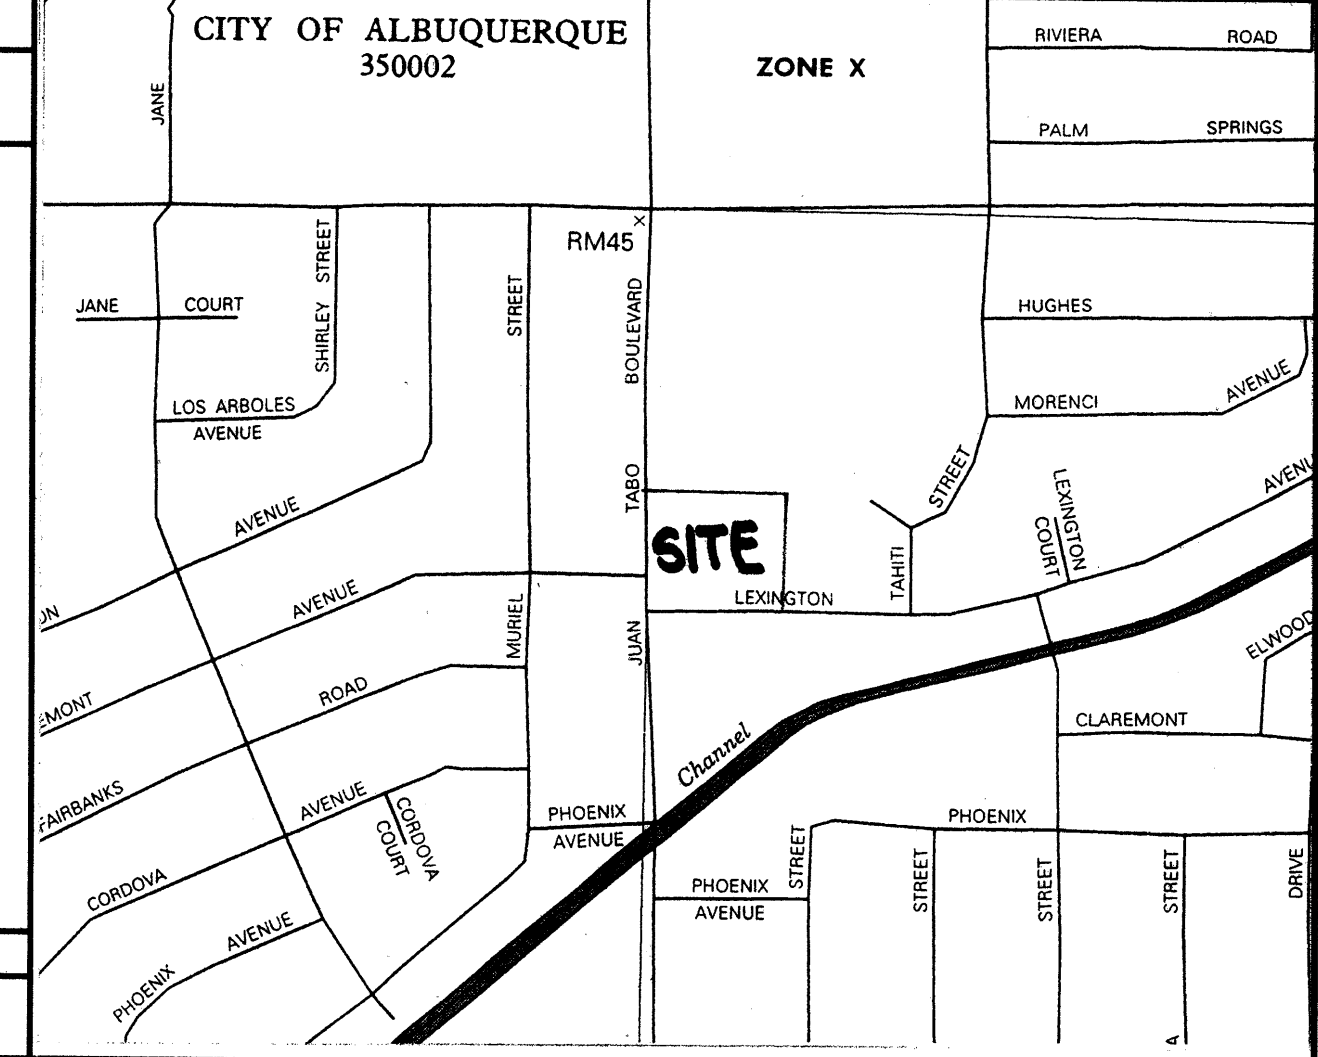 CITY OF ALBUQUERQUE
350002
ZONE X
RIVIERA ROAD
PALM SPRINGS
JANE
RM45
X
SHIRLEY STREET
STREET
BOULEVARD
JANE COURT
HUGHES
LOS ARBOLES
AVENUE
MORENCI
AVENUE
TABO
STREET
LEXINGTON
COURT
AVENU
AVENUE
SITE
TAHITI
LEXINGTON
AVENUE
MURIEL
JUAN
ELWOOD
EMONT
ROAD
CLAREMONT
Channel
FAIRBANKS
AVENUE
CORDOVA
COURT
PHOENIX
AVENUE
PHOENIX
STREET
STREET
STREET
STREET
DRIVE
CORDOVA
PHOENIX
AVENUE
AVENUE
PHOENIX
A